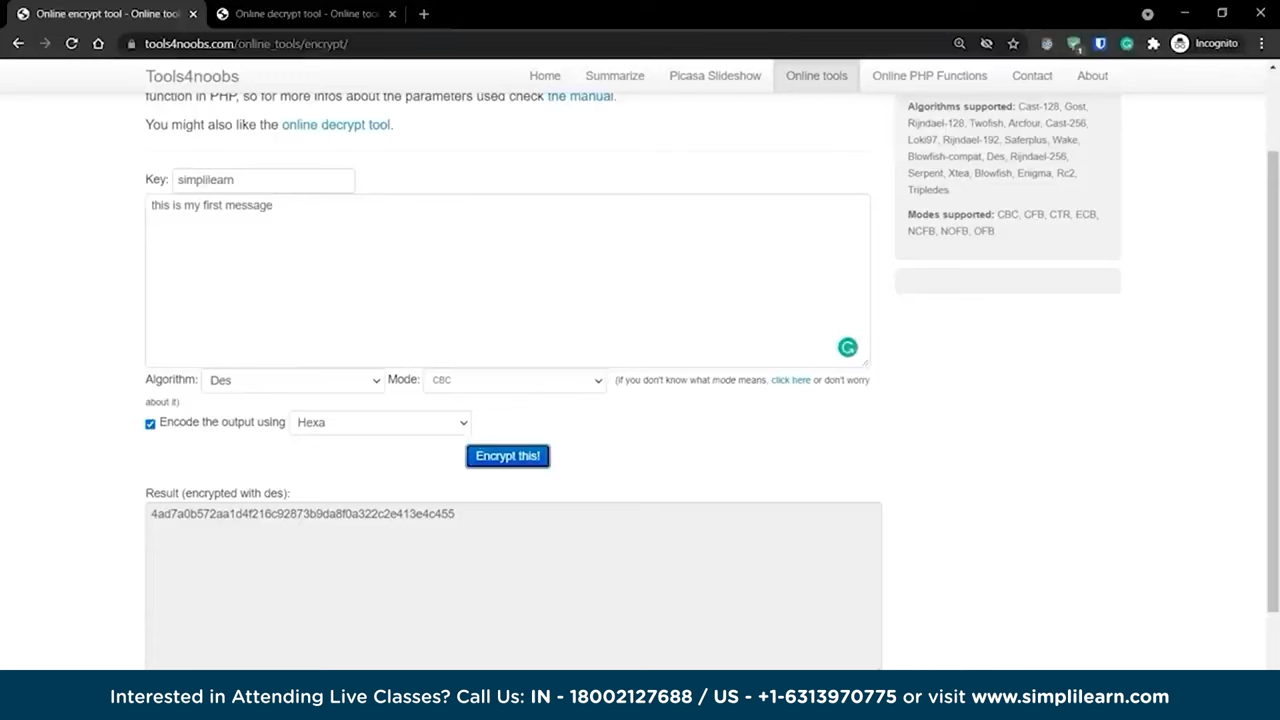 Online encrypt tool - Online tool
Online decrypt tool - Online too
tools4noobs.com/online_tools/encrypt/
Incognito
Tools4noobs
Home
Summarize
Picasa Slideshow
Online tools
Online PHP Functions
Contact
About
function in PHP, so for more infos about the parameters used check the manual.
You might also like the online decrypt tool.
Algorithms supported: Cast-128, Gost,
Rijndael-128, Twofish, Arcfour, Cast-256,
Loki97, Rijndael-192, Saferplus, Wake,
Blowfish-compat, Des, Rijndael-256,
Serpent, Xtea, Blowfish, Enigma, Rc2,
Tripledes
Modes supported: CBC, CFB, CTR, ECB,
NCFB, NOFB, OFB
Key: simplilearn
this is my first message
Algorithm: Des Mode: CBC (if you don't know what mode means, click here or don't worry
about it)
Encode the output using Hexa
Encrypt this!
Result (encrypted with des):
4ad7a0b572aa1d4f216c92873b9da8f0a322c2e413e4c455
Interested in Attending Live Classes? Call Us: IN - 18002127688 / US - +1-6313970775 or visit www.simplilearn.com